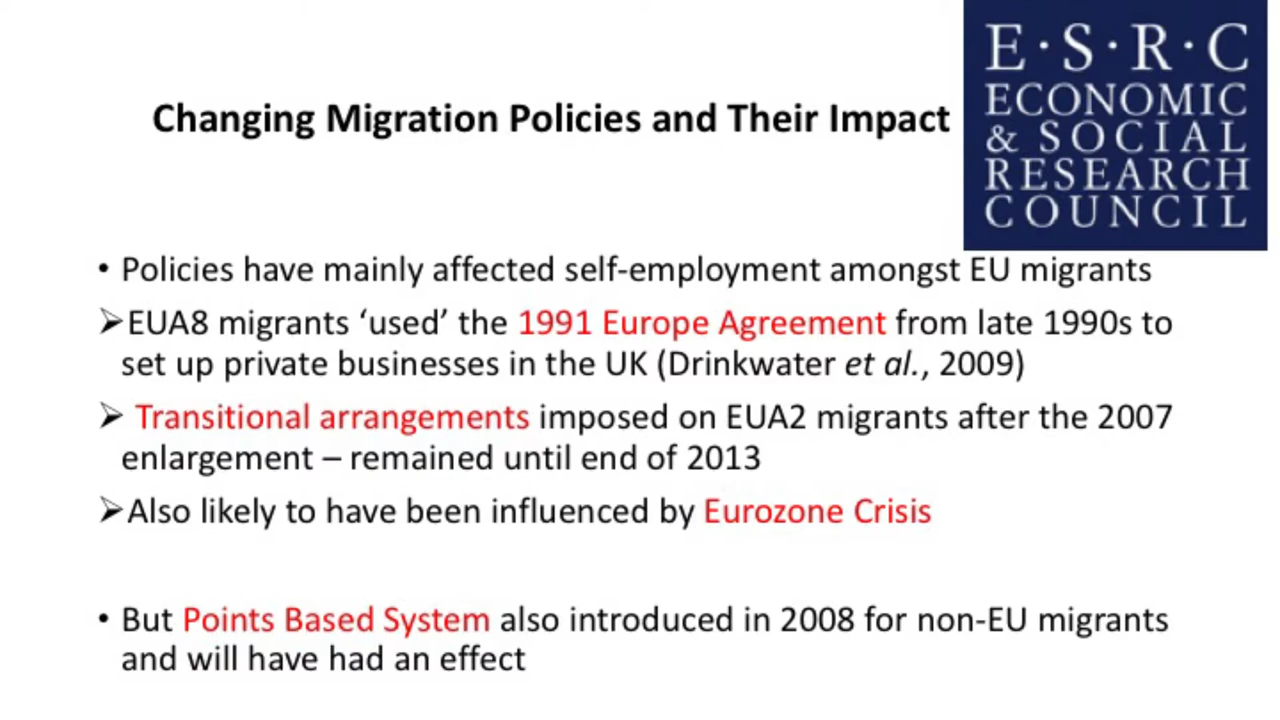 E·S·R·C
ECONOMIC
& SOCIAL
RESEARCH
COUNCIL
Changing Migration Policies and Their Impact
• Policies have mainly affected self-employment amongst EU migrants
➢EUA8 migrants ‘used’ the 1991 Europe Agreement from late 1990s to
set up private businesses in the UK (Drinkwater et al., 2009)
➢ Transitional arrangements imposed on EUA2 migrants after the 2007
enlargement – remained until end of 2013
➢Also likely to have been influenced by Eurozone Crisis
• But Points Based System also introduced in 2008 for non-EU migrants
and will have had an effect